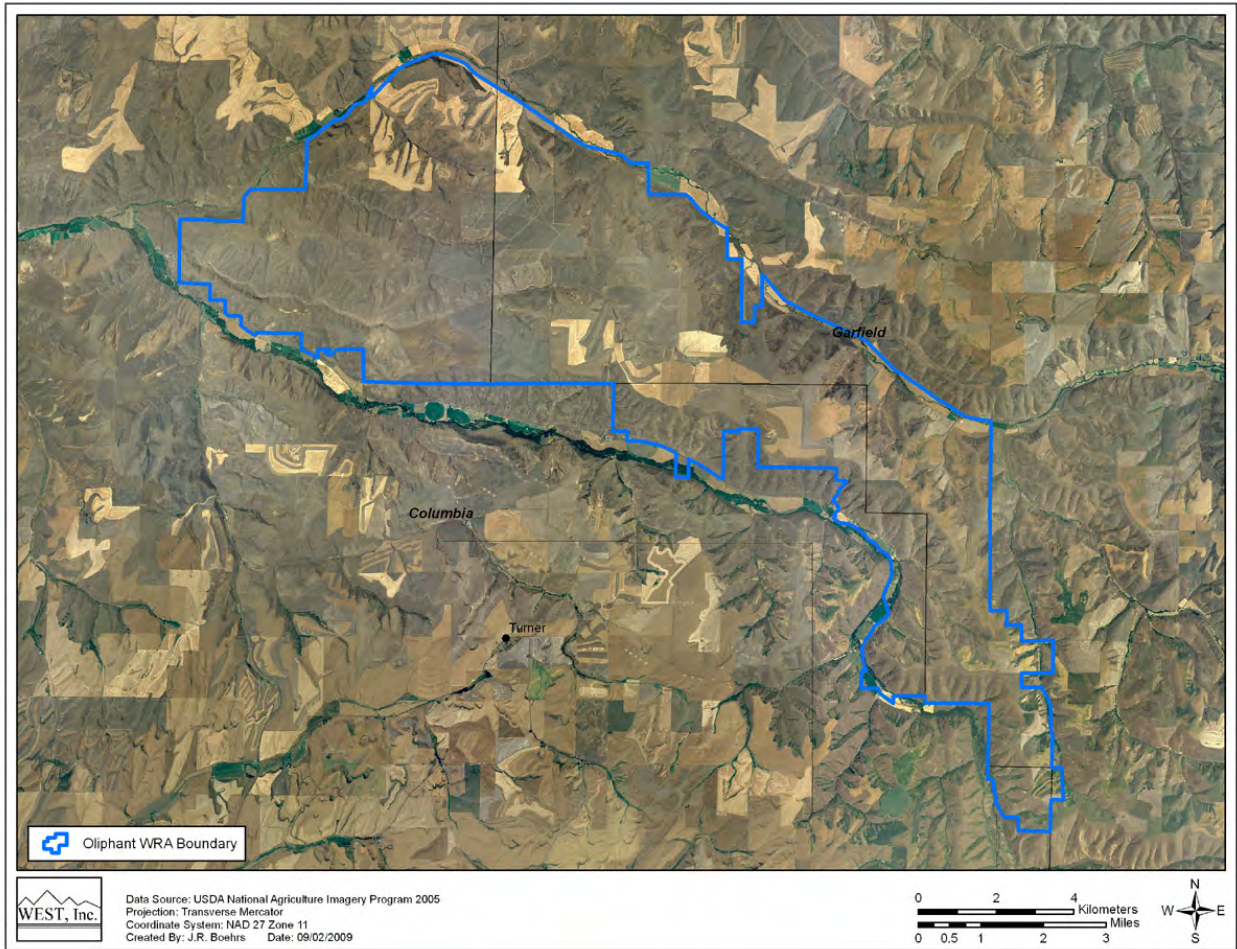 Garfield
Columbia
Turner
Oliphant WRA Boundary
WEST, Inc.
Data Source: USDA National Agriculture Imagery Program 2005
Projection: Transverse Mercator
Coordinate System: NAD 27 Zone 11
Created By: J.R. Boehrs Date: 09/02/2009
0 2 4 Kilometers
Miles
0 0.5 1 2 3
N
W E
S